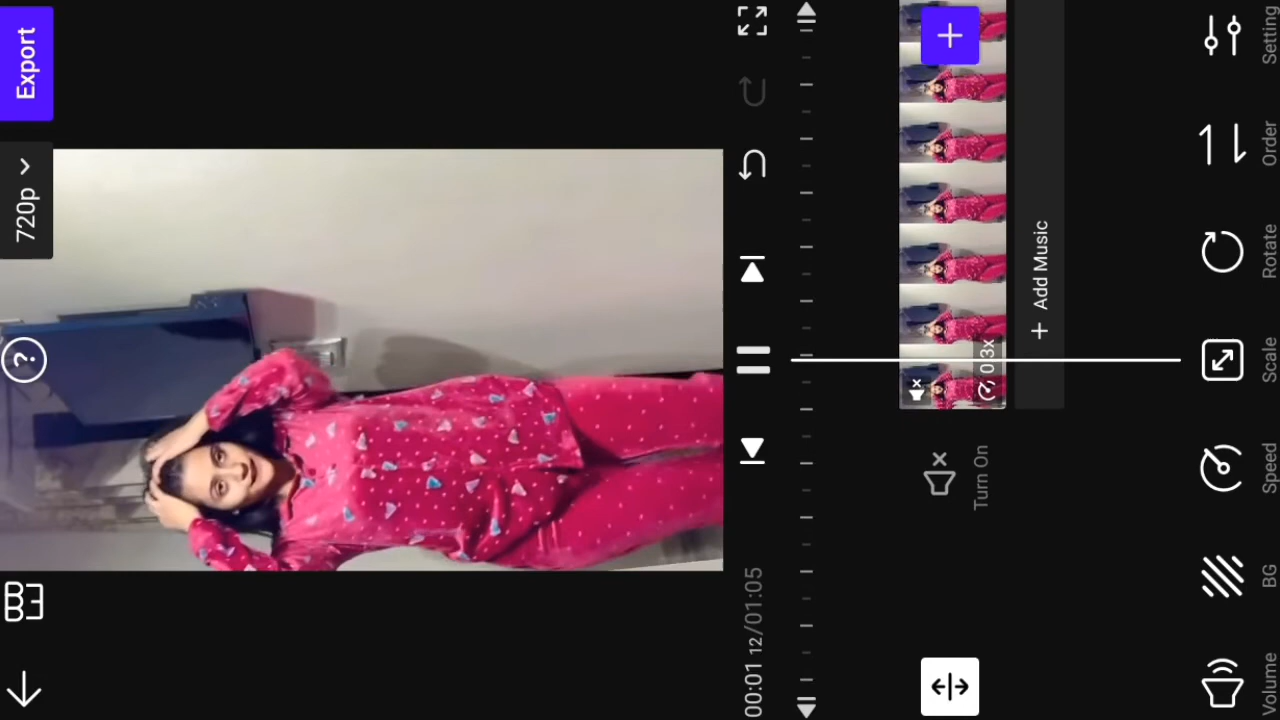 720p
Export
?
00:01 12/01:05
Turn On
0.3x
+ Add Music
Volume
BG
Speed
Scale
Rotate
Order
Setting